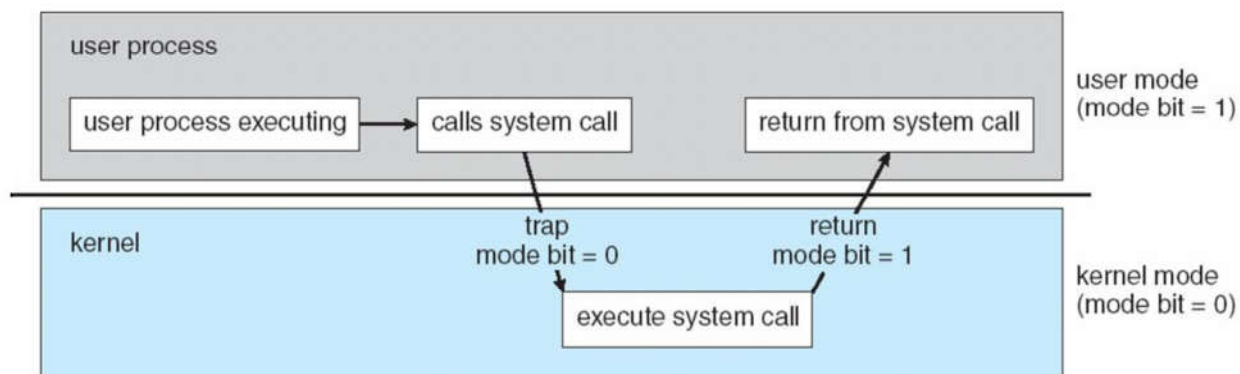 user process
user process executing
calls system call
return from system call
user mode
(mode bit = 1)
kernel
trap
mode bit = 0
return
mode bit = 1
execute system call
kernel mode
(mode bit = 0)